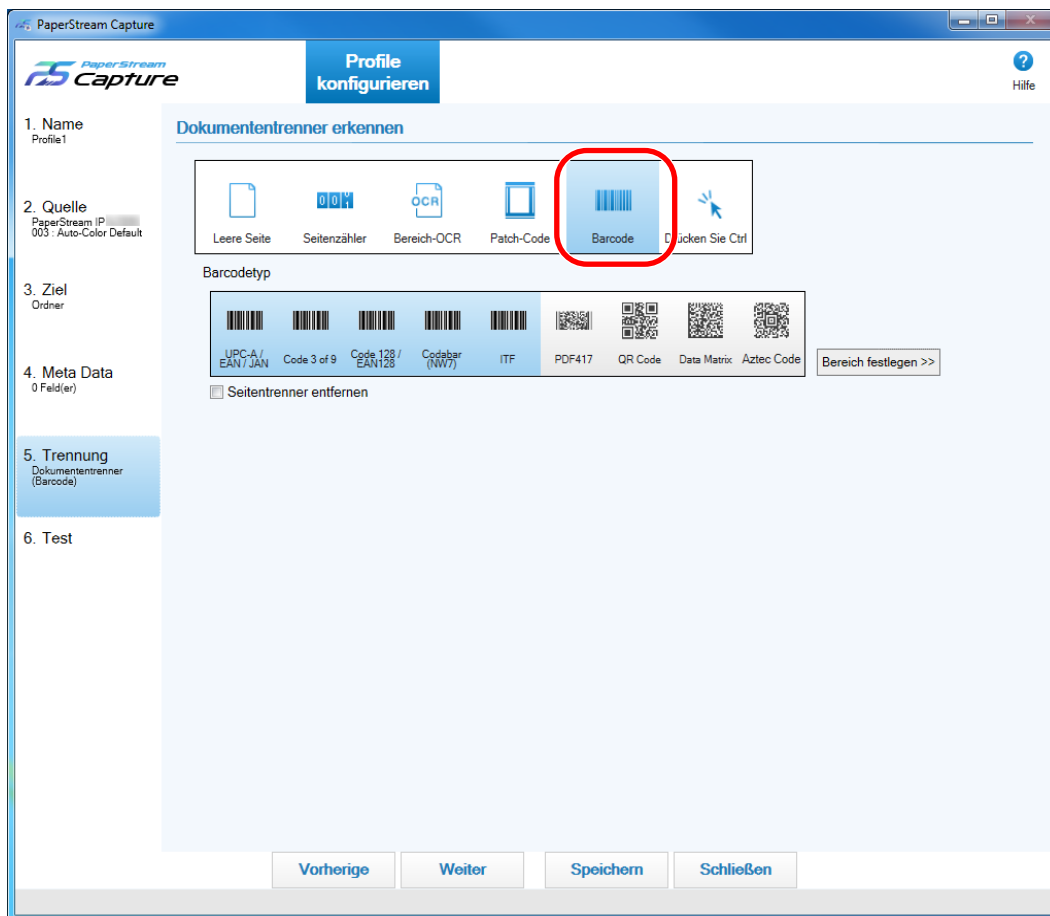 PaperStream Capture
PaperStream
Capture
Profile
konfigurieren
?
Hilfe
1. Name
Profile1
2. Quelle
PaperStream IP
003 : Auto-Color Default
3. Ziel
Ordner
4. Meta Data
0 Feld(er)
5. Trennung
Dokumententrenner
(Barcode)
6. Test
Dokumententrenner erkennen
OCR
Leere Seite
Seitenzähler
Bereich-OCR
Patch-Code
Barcode
Drücken Sie Ctrl
Barcodetyp
UPC-A /
EAN / JAN
Code 3 of 9
Code 128 /
EAN128
Codabar
(NW7)
ITF
PDF417
QR Code
Data Matrix
Aztec Code
Bereich festlegen >>
Seitentrenner entfernen
Vorherige
Weiter
Speichern
Schließen